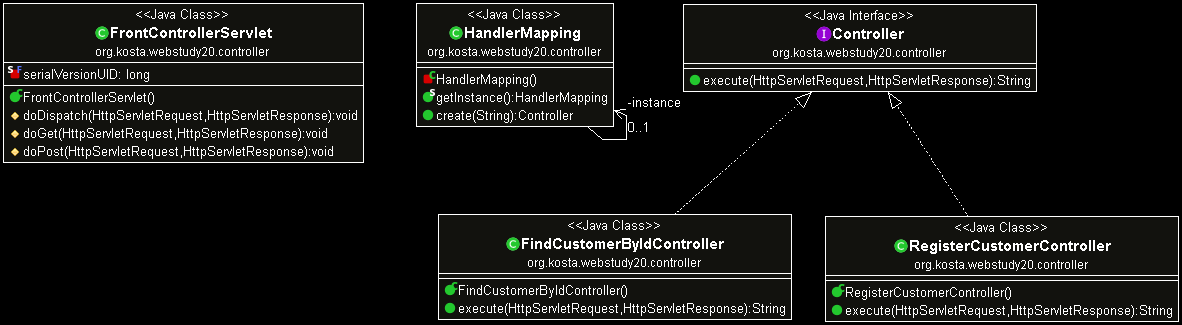 <<Java Class>>
FrontControllerServlet
org.kosta.webstudy20.controller
serialVersionUID: long
FrontControllerServlet()
doDispatch(HttpServletRequest,HttpServletResponse):void
doGet(HttpServletRequest,HttpServletResponse):void
doPost(HttpServletRequest,HttpServletResponse):void
<<Java Class>>
HandlerMapping
org.kosta.webstudy20.controller
HandlerMapping()
getInstance():HandlerMapping
create(String):Controller
-instance
0..1
<<Java Interface>>
Controller
org.kosta.webstudy20.controller
execute(HttpServletRequest,HttpServletResponse):String
<<Java Class>>
FindCustomerByIdController
org.kosta.webstudy20.controller
FindCustomerByIdController()
execute(HttpServletRequest,HttpServletResponse):String
<<Java Class>>
RegisterCustomerController
org.kosta.webstudy20.controller
RegisterCustomerController()
execute(HttpServletRequest,HttpServletResponse):String